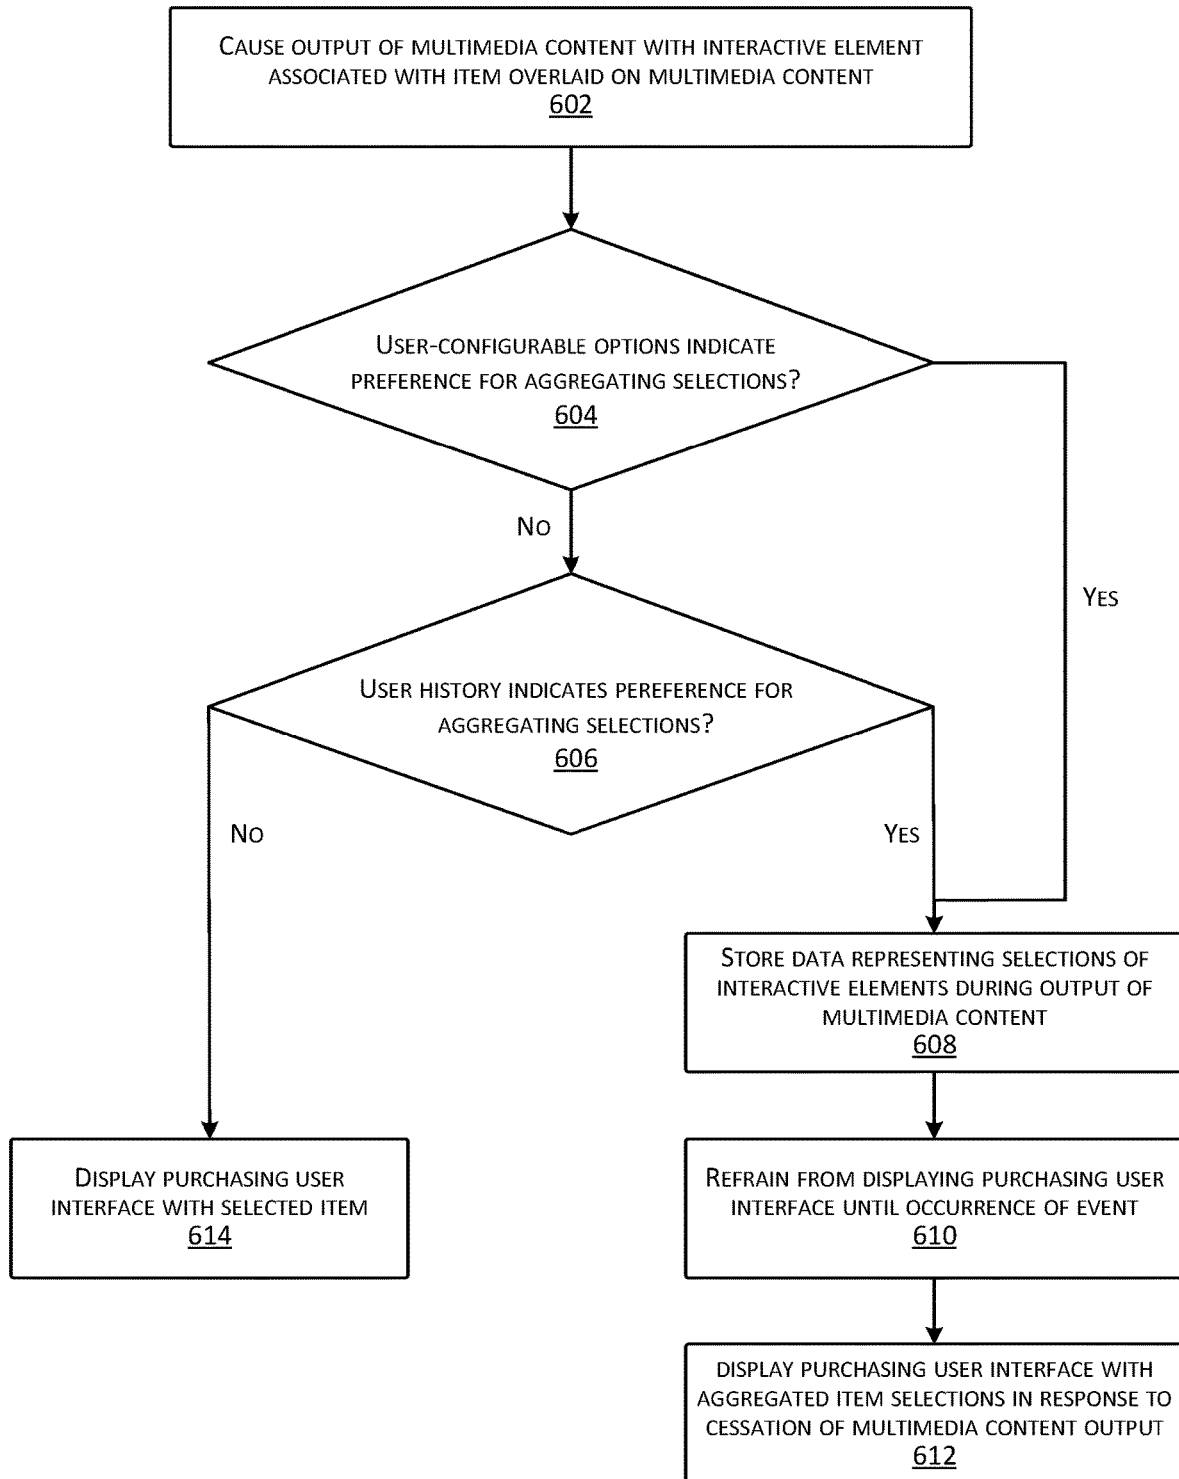 CAUSE OUTPUT OF MULTIMEDIA CONTENT WITH INTERACTIVE ELEMENT
ASSOCIATED WITH ITEM OVERLAID ON MULTIMEDIA CONTENT
602
USER-CONFIGURABLE OPTIONS INDICATE
PREFERENCE FOR AGGREGATING SELECTIONS?
604
NO
YES
USER HISTORY INDICATES PEREFERENCE FOR
AGGREGATING SELECTIONS?
606
NO
YES
STORE DATA REPRESENTING SELECTIONS OF
INTERACTIVE ELEMENTS DURING OUTPUT OF
MULTIMEDIA CONTENT
608
DISPLAY PURCHASING USER
INTERFACE WITH SELECTED ITEM
614
REFRAIN FROM DISPLAYING PURCHASING USER
INTERFACE UNTIL OCCURRENCE OF EVENT
610
DISPLAY PURCHASING USER INTERFACE WITH
AGGREGATED ITEM SELECTIONS IN RESPONSE TO
CESSATION OF MULTIMEDIA CONTENT OUTPUT
612